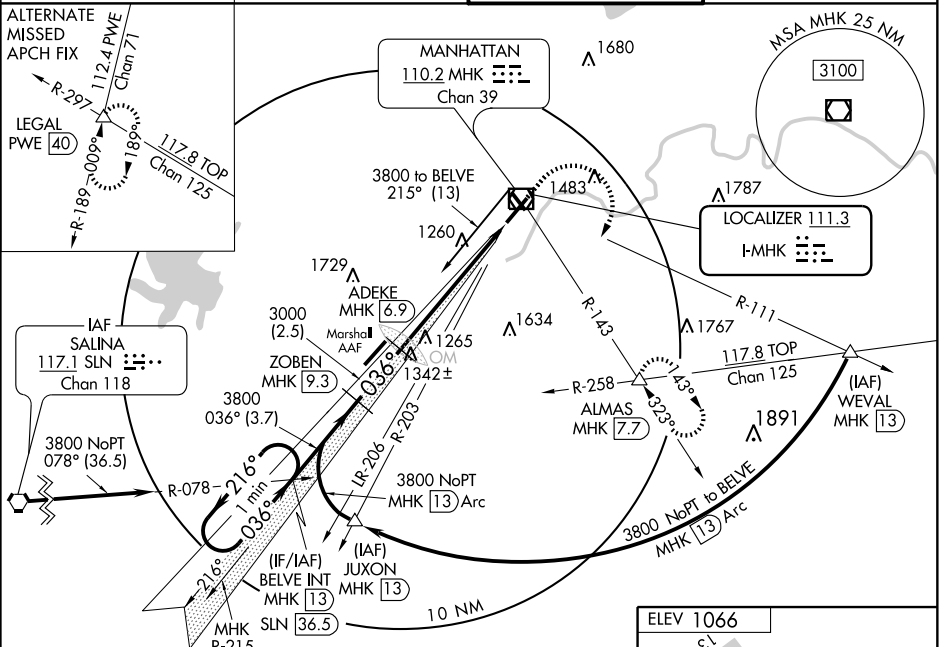 ALTERNATE
MISSED
APCH FIX
112.4 PWE
Chan 71
R-297
LEGAL
PWE 40
009°
189°
117.8 TOP
Chan 125
R-189
MANHATTAN
110.2 MHK
Chan 39
1680
MSA MHK 25 NM
3100
3800 to BELVE
215° (13)
1483
1787
1260
LOCALIZER 111.3
I-MHK
1729
ADEKE
MHK 6.9
R-143
R-111
IAF
SALINA
117.1 SLN
Chan 118
3000
(2.5)
Marshall
AAF
1265
OM
1342±
1634
1767
117.8 TOP
Chan 125
ZOBEN
MHK 9.3
036°
R-258
143°
323°
ALMAS
MHK 7.7
(IAF)
WEVAL
MHK 13
1891
3800
036° (3.7)
R-203
LR-206
3800 NoPT
078° (36.5)
R-078
216°
1 min
036°
3800 NoPT
MHK 13 Arc
3800 NoPT to BELVE
MHK 13 Arc
216°
(IF/IAF)
BELVE INT
MHK 13
SLN 36.5
(IAF)
JUXON
MHK 13
10 NM
MHK
R-215
ELEV 1066